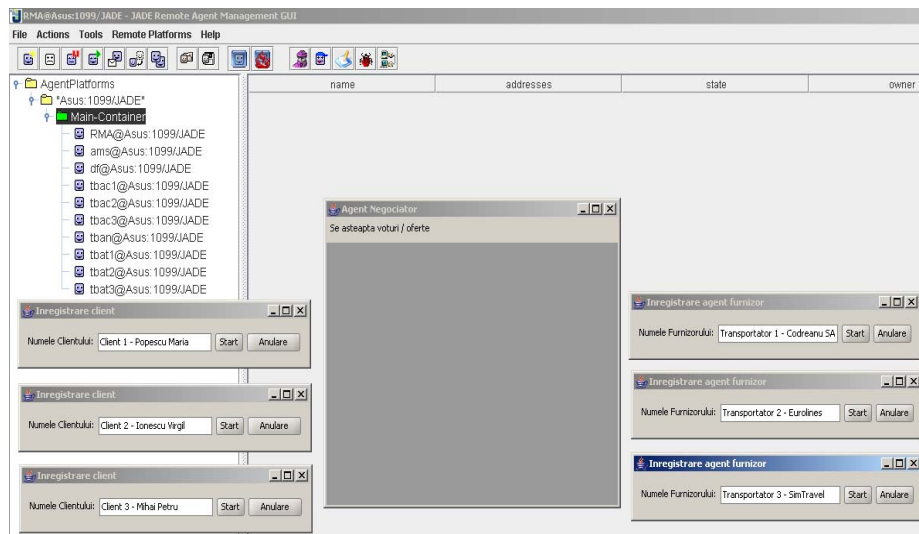 RMA@Asus:1099/JADE - JADE Remote Agent Management GUI
File Actions Tools Remote Platforms Help
name addresses state owner
AgentPlatforms
"Asus:1099/JADE"
Main-Container
RMA@Asus:1099/JADE
ams@Asus:1099/JADE
df@Asus:1099/JADE
tbac1@Asus:1099/JADE
tbac2@Asus:1099/JADE
tbac3@Asus:1099/JADE
tban@Asus:1099/JADE
tbat1@Asus:1099/JADE
tbat2@Asus:1099/JADE
tbat3@Asus:1099/JADE
Agent Negociator
Se asteapta voturi / oferte
Inregistrare client
Numele Clientului: Client 1 - Popescu Maria Start Anulare
Inregistrare client
Numele Clientului: Client 2 - Ionescu Virgil Start Anulare
Inregistrare client
Numele Clientului: Client 3 - Mihai Petru Start Anulare
Inregistrare agent furnizor
Numele Furnizorului: Transportator 1 - Codreanu SA Start Anulare
Inregistrare agent furnizor
Numele Furnizorului: Transportator 2 - Eurolines Start Anulare
Inregistrare agent furnizor
Numele Furnizorului: Transportator 3 - SimTravel Start Anulare